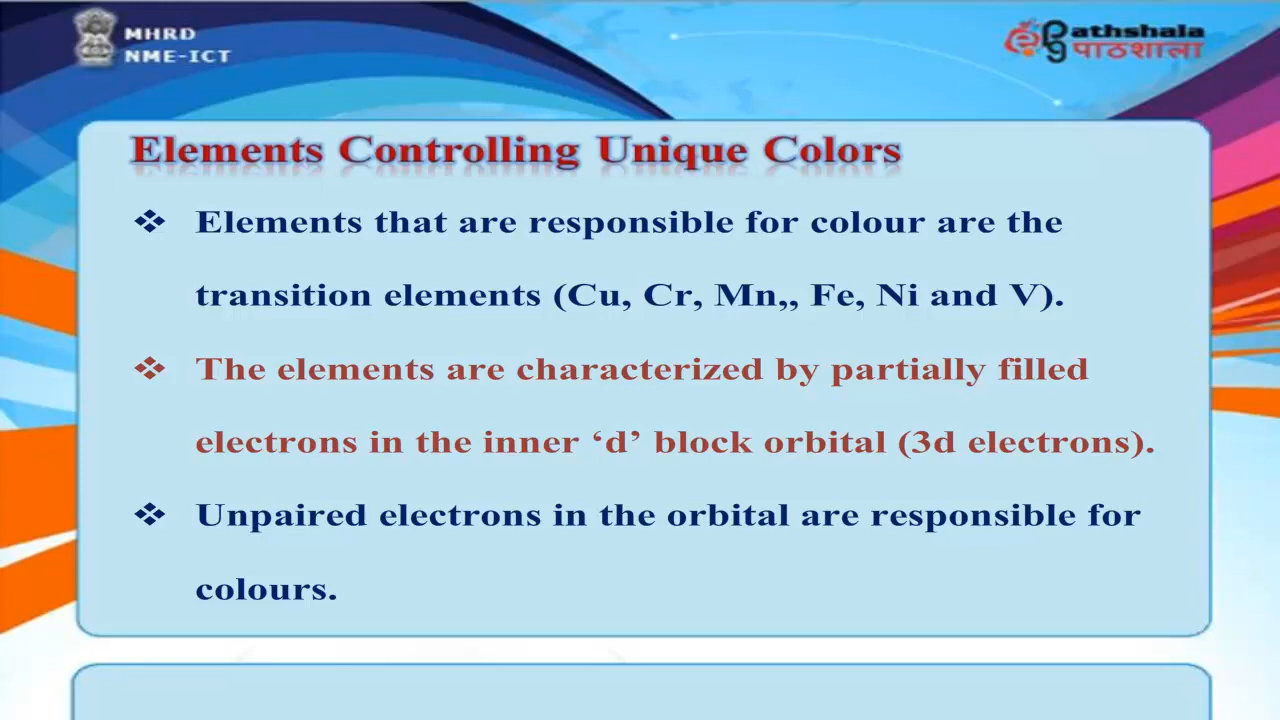 MHRD
NME-ICT
athshala
पाठशाला
Elements Controlling Unique Colors
❖ Elements that are responsible for colour are the
transition elements (Cu, Cr, Mn,, Fe, Ni and V).
❖ The elements are characterized by partially filled
electrons in the inner ‘d’ block orbital (3d electrons).
❖ Unpaired electrons in the orbital are responsible for
colours.